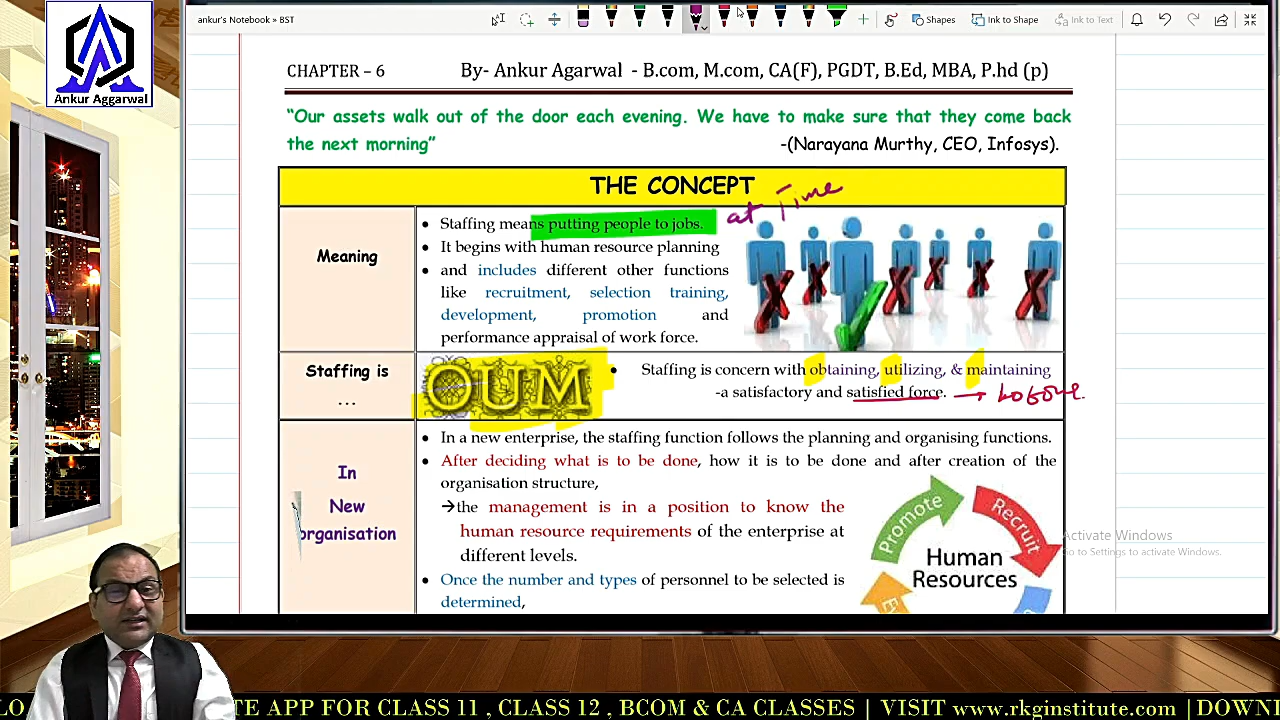 ankur's Notebook » BST
Shapes
Ink to Shape
Ink to Text
Ankur Aggarwal
CHAPTER – 6
By- Ankur Agarwal - B.com, M.com, CA(F), PGDT, B.Ed, MBA, P.hd (p)
“Our assets walk out of the door each evening. We have to make sure that they come back
the next morning”
-(Narayana Murthy, CEO, Infosys).
THE CONCEPT
Meaning
• Staffing means putting people to jobs.
at Time
• It begins with human resource planning
• and includes different other functions
like recruitment, selection training,
development, promotion and
performance appraisal of work force.
Staffing is
...
OUM
• Staffing is concern with obtaining, utilizing, & maintaining
-a satisfactory and satisfied force.
In
New
organisation
• In a new enterprise, the staffing function follows the planning and organising functions.
• After deciding what is to be done, how it is to be done and after creation of the
organisation structure,
→the management is in a position to know the
human resource requirements of the enterprise at
different levels.
• Once the number and types of personnel to be selected is
determined,
Promote
Recruit
Human
Resources
Activate Windows
Go to Settings to activate Windows.
LO
TE APP FOR CLASS 11 , CLASS 12 , BCOM & CA CLASSES | VISIT www.rkginstitute.com | DOWNL